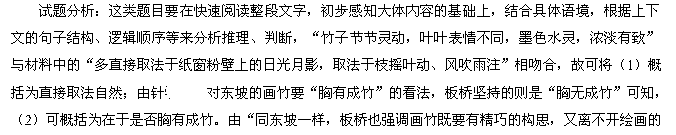 试题分析：这类题目要在快速阅读整段文字，初步感知大体内容的基础上，结合具体语境，根据上下
文的句子结构、逻辑顺序等来分析推理、判断，“竹子节节灵动，叶叶表情不同，墨色水灵，浓淡有致”
与材料中的“多直接取法于纸窗粉壁上的日光月影，取法于枝摇叶动、风吹雨注”相吻合，故可将（1）概
括为直接取法自然；由针 对东坡的画竹要“胸有成竹”的看法，板桥坚持的则是“胸无成竹”可知，
（2）可概括为在于是否胸有成竹。由“同东坡一样，板桥也强调画竹既要有精巧的构思，又离不开绘画的